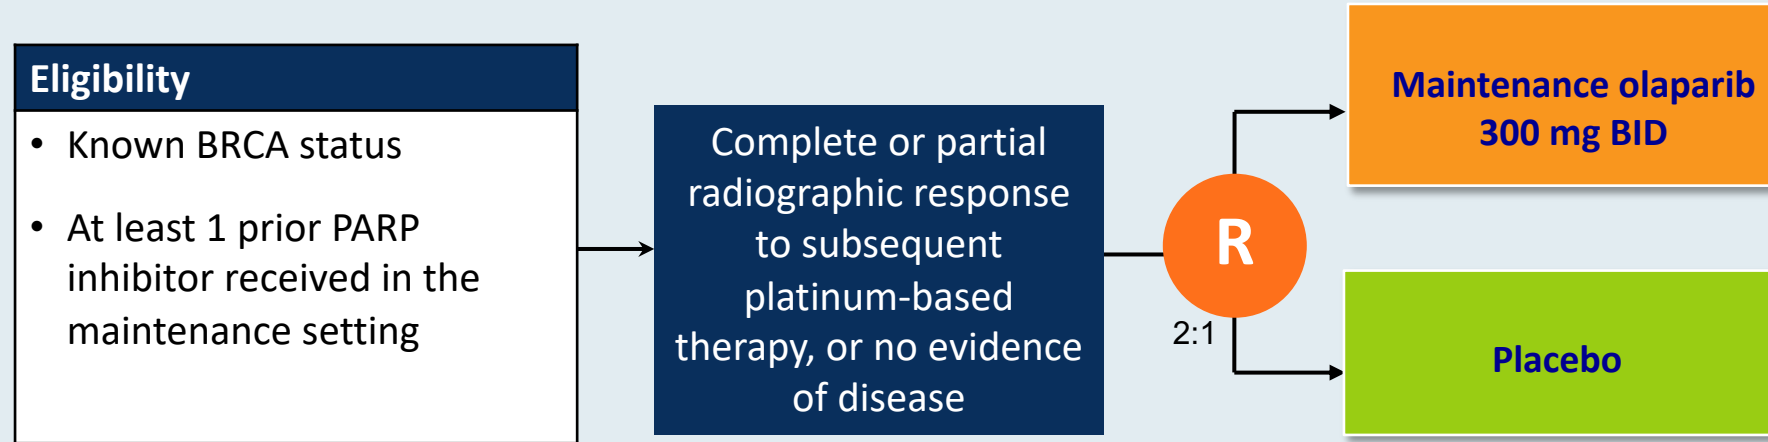 Eligibility
• Known BRCA status
• At least 1 prior PARP
inhibitor received in the
maintenance setting
Complete or partial
radiographic response
to subsequent
platinum-based
therapy, or no evidence
of disease
R
2:1
Maintenance olaparib
300 mg BID
Placebo